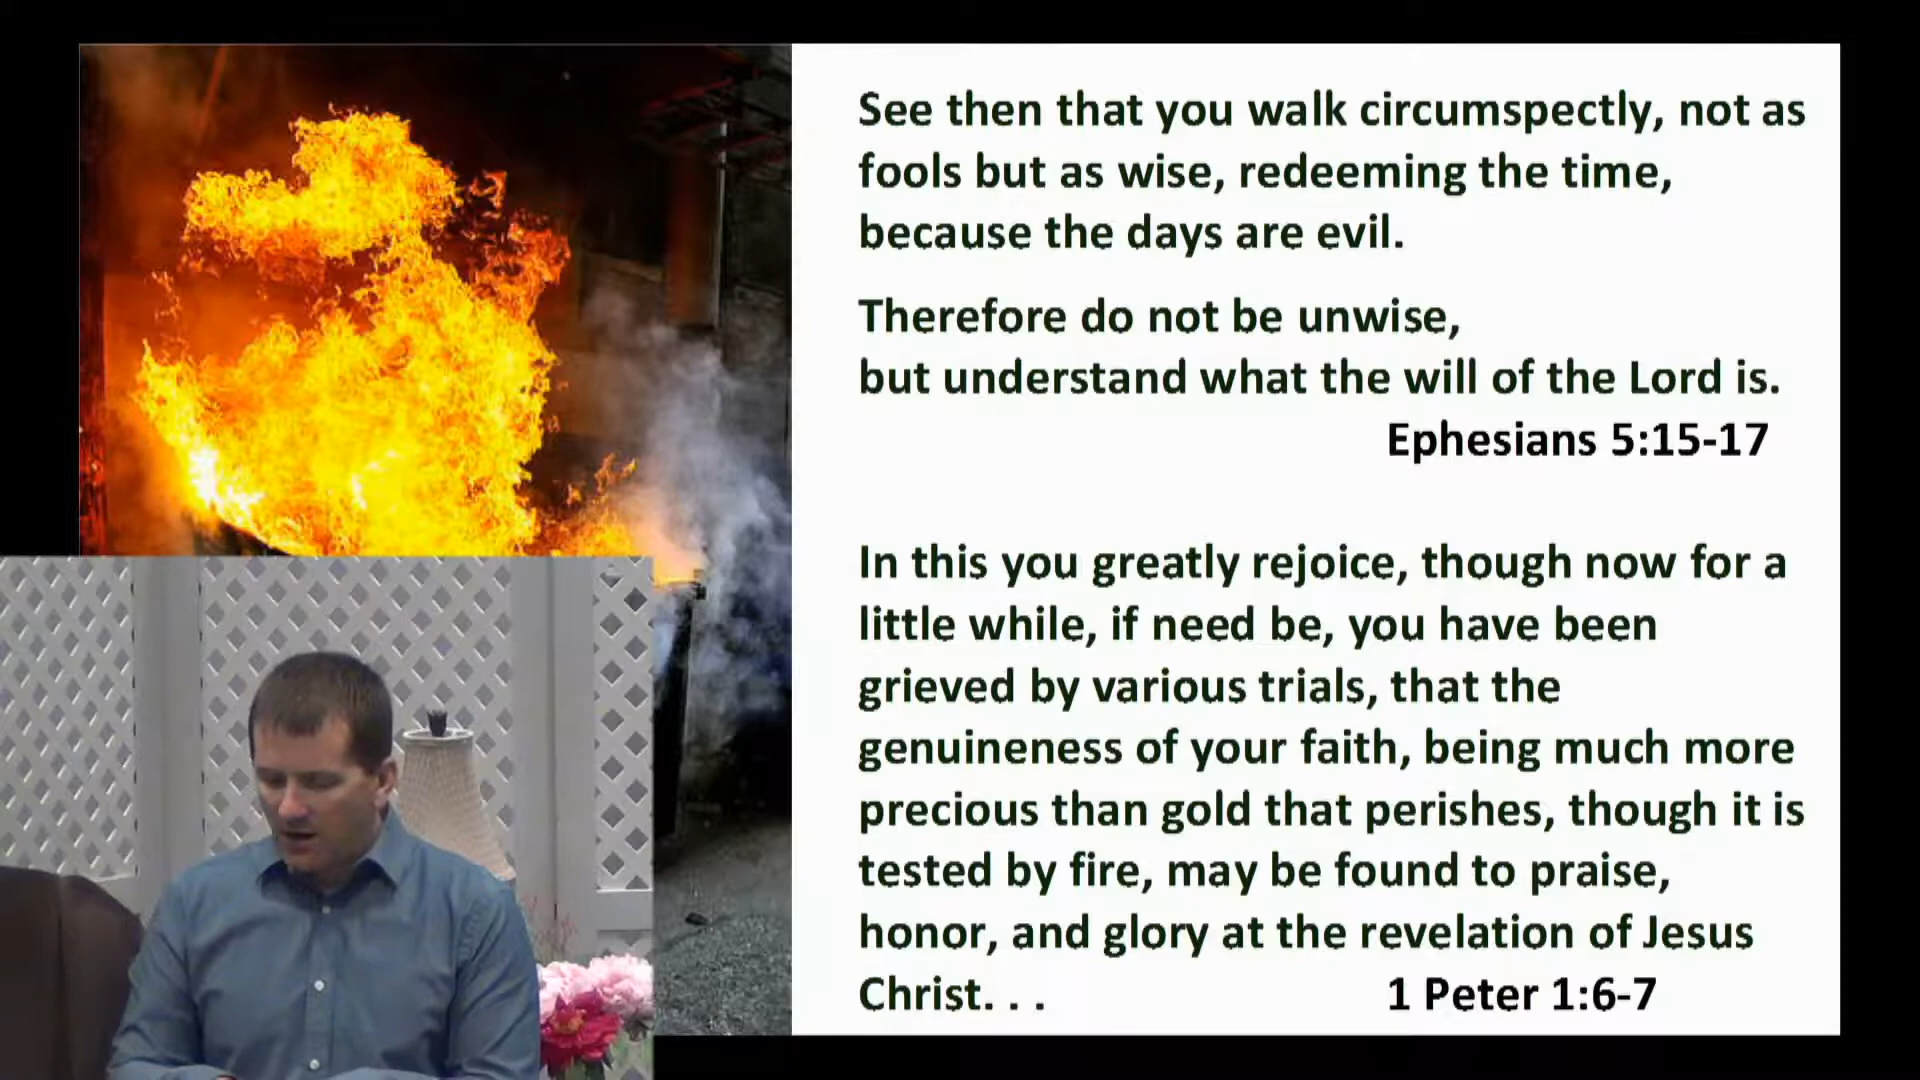 See then that you walk circumspectly, not as
fools but as wise, redeeming the time,
because the days are evil.
Therefore do not be unwise,
but understand what the will of the Lord is.
Ephesians 5:15-17
In this you greatly rejoice, though now for a
little while, if need be, you have been
grieved by various trials, that the
genuineness of your faith, being much more
precious than gold that perishes, though it is
tested by fire, may be found to praise,
honor, and glory at the revelation of Jesus
Christ. . . 1 Peter 1:6-7